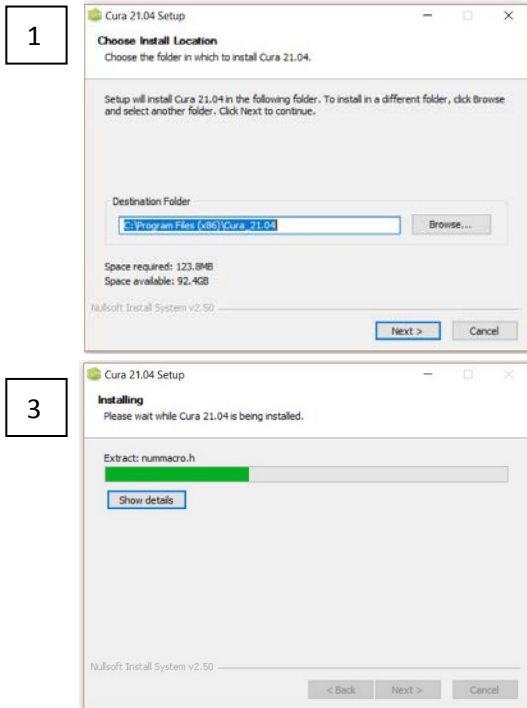 1
Cura 21.04 Setup
Choose Install Location
Choose the folder in which to install Cura 21.04.
Setup will install Cura 21.04 in the following folder. To install in a different folder, click Browse
and select another folder. Click Next to continue.
Destination Folder
C:\Program Files (x86)\Cura_21.04
Browse...
Space required: 123.8MB
Space available: 92.4GB
Nullsoft Install System v2.50
Next >
Cancel
3
Cura 21.04 Setup
Installing
Please wait while Cura 21.04 is being installed.
Extract: nummacro.h
Show details
Nullsoft Install System v2.50
< Back
Next >
Cancel